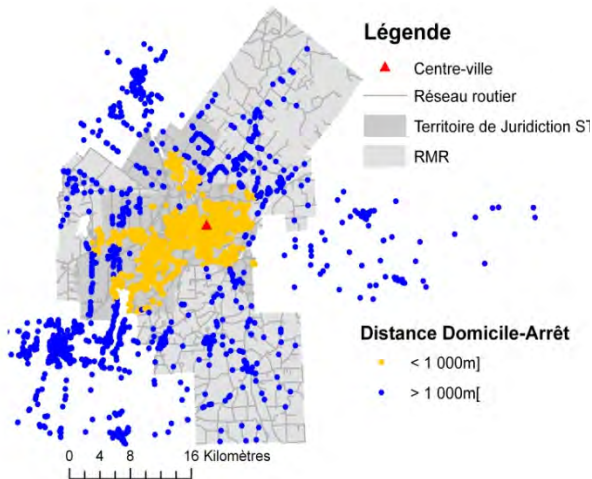 Légende
Centre-ville
Réseau routier
Territoire de Juridiction ST
RMR
Distance Domicile-Arrêt
< 1 000m]
> 1 000m[
0 4 8 16 Kilomètres